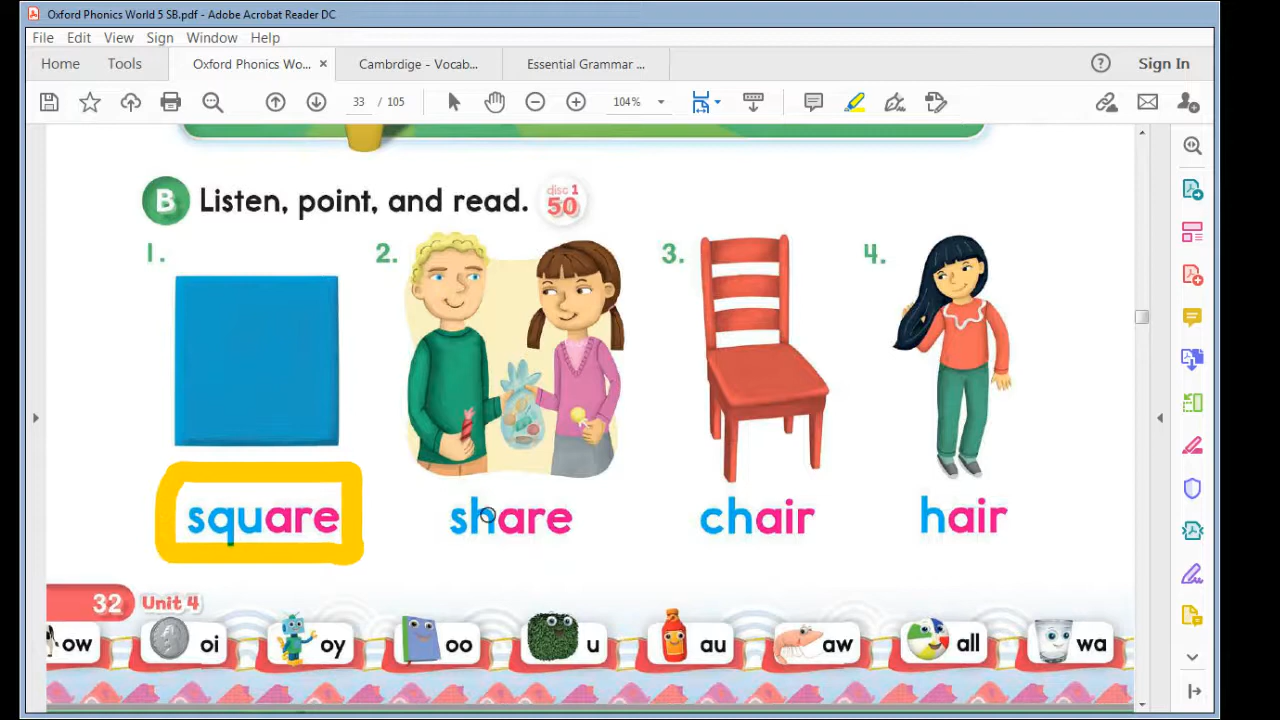 Oxford Phonics World 5 SB.pdf - Adobe Acrobat Reader DC
File Edit View Sign Window Help
Home Tools Oxford Phonics Wo... × Cambrdige - Vocab... Essential Grammar ... Sign In
33 / 105 104%
B Listen, point, and read. disc 1 50
1. 2. 3. 4.
square share chair hair
32 Unit 4
ow oi oy oo u au aw all wa